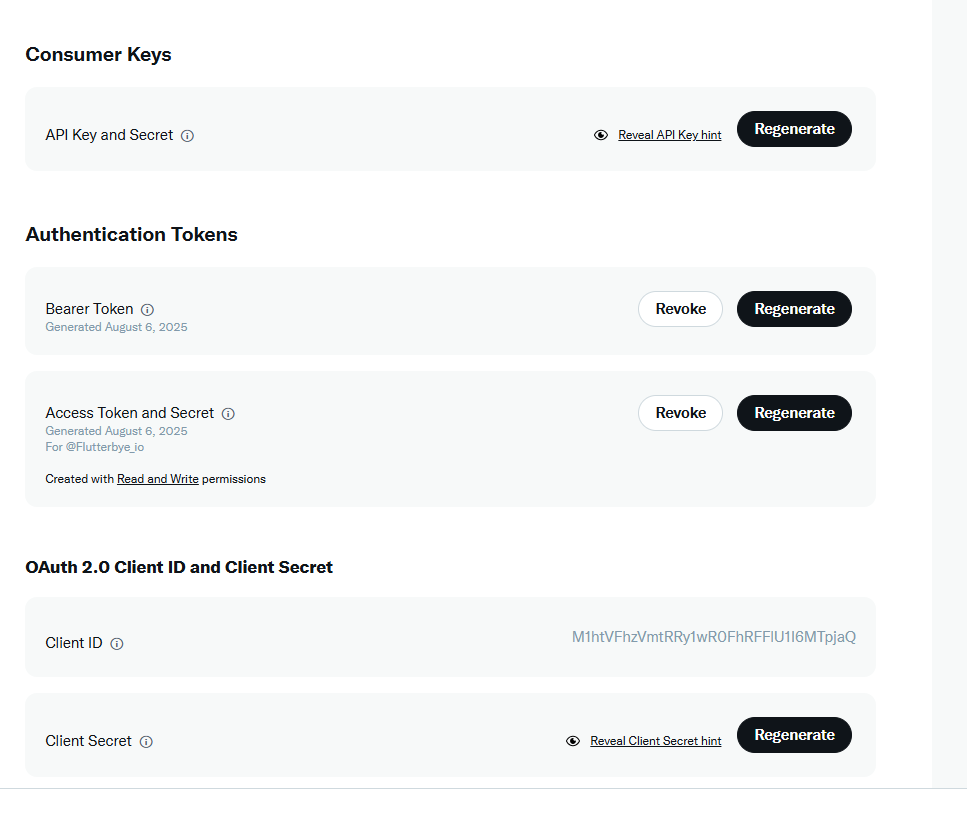 Consumer Keys
API Key and Secret
Reveal API Key hint
Regenerate
Authentication Tokens
Bearer Token
Generated August 6, 2025
Revoke
Regenerate
Access Token and Secret
Generated August 6, 2025
For @Flutterbye_io
Created with Read and Write permissions
Revoke
Regenerate
OAuth 2.0 Client ID and Client Secret
Client ID
M1htVFhzVmtRRy1wR0FhRFFlU1I6MTpjaQ
Client Secret
Reveal Client Secret hint
Regenerate